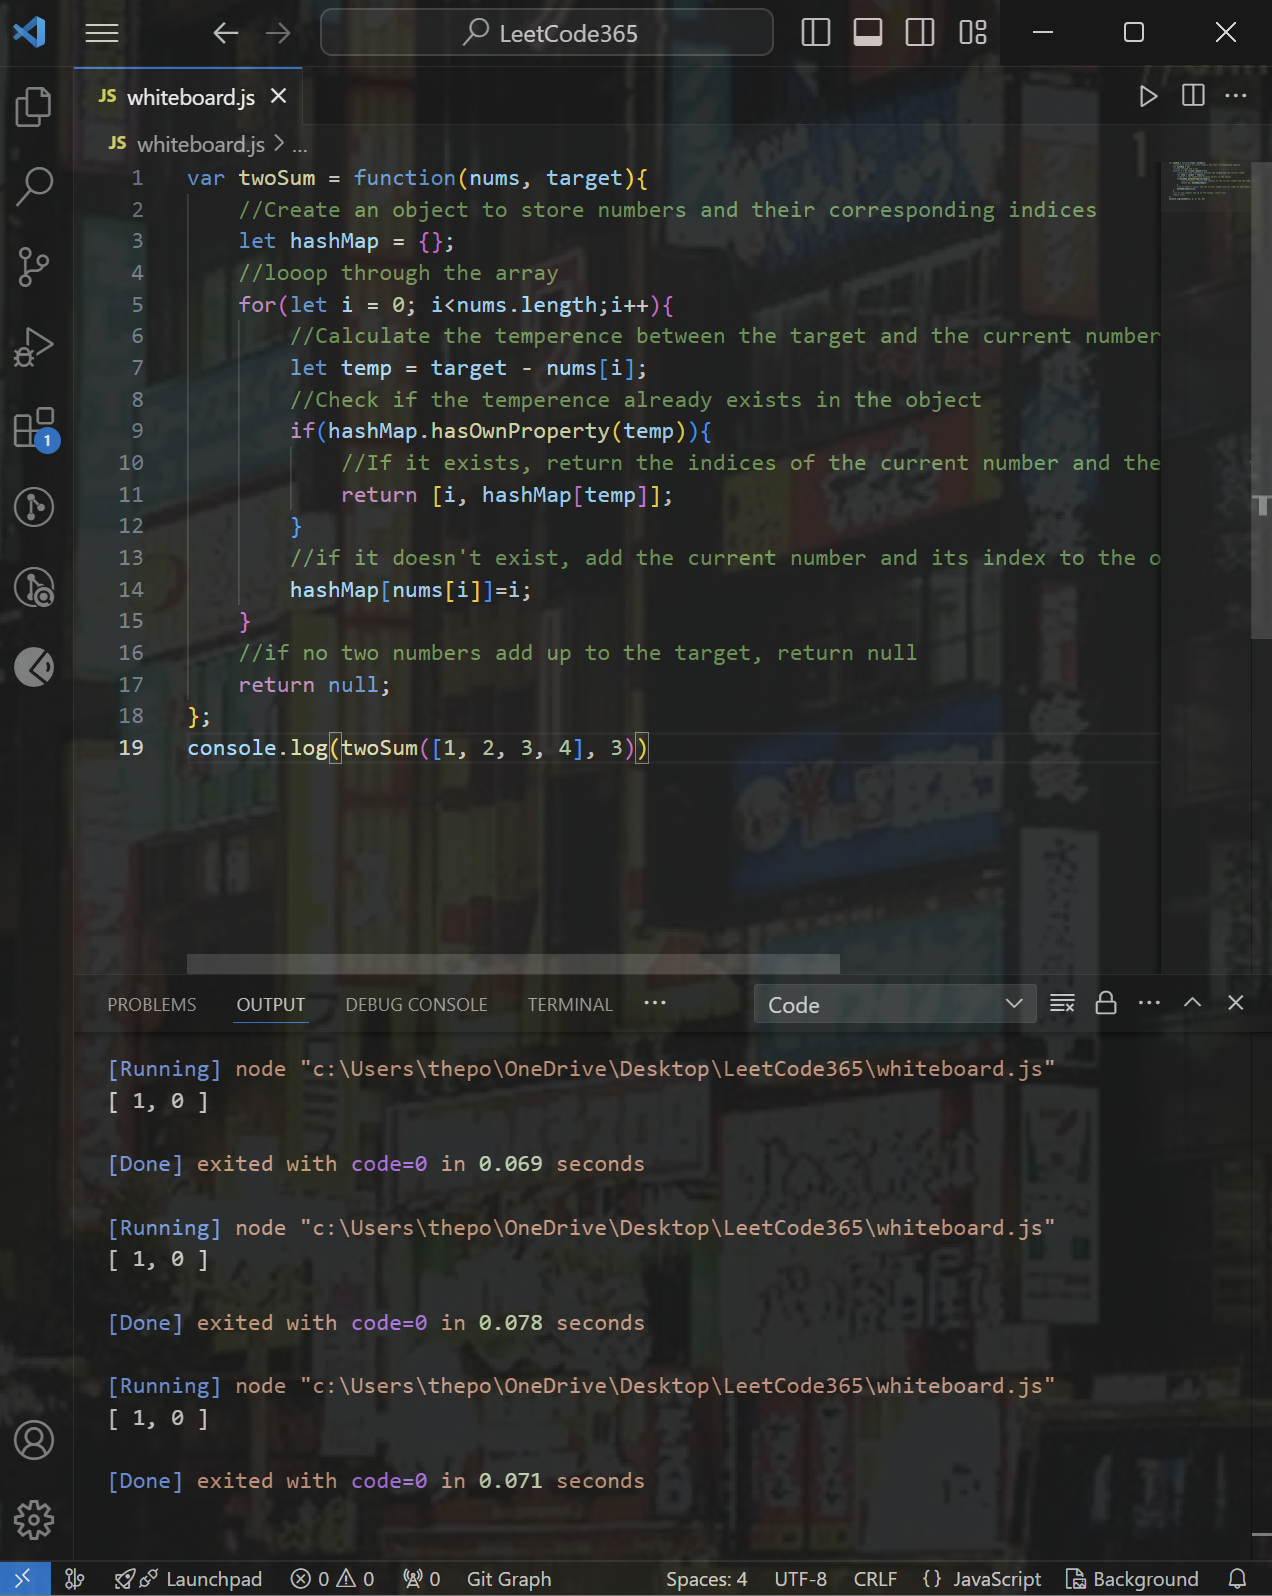 LeetCode365
JS whiteboard.js
JS whiteboard.js > ...
1 var twoSum = function(nums, target){
2 //Create an object to store numbers and their corresponding indices
3 let hashMap = {};
4 //looop through the array
5 for(let i = 0; i<nums.length;i++){
6 //Calculate the temperence between the target and the current number
7 let temp = target - nums[i];
8 //Check if the temperence already exists in the object
9 if(hashMap.hasOwnProperty(temp)){
10 //If it exists, return the indices of the current number and the
11 return [i, hashMap[temp]];
12 }
13 //if it doesn't exist, add the current number and its index to the o
14 hashMap[nums[i]]=i;
15 }
16 //if no two numbers add up to the target, return null
17 return null;
18 };
19 console.log(twoSum([1, 2, 3, 4], 3))
1
PROBLEMS OUTPUT DEBUG CONSOLE TERMINAL ... Code
[Running] node "c:\Users\thepo\OneDrive\Desktop\LeetCode365\whiteboard.js"
[ 1, 0 ]
[Done] exited with code=0 in 0.069 seconds
[Running] node "c:\Users\thepo\OneDrive\Desktop\LeetCode365\whiteboard.js"
[ 1, 0 ]
[Done] exited with code=0 in 0.078 seconds
[Running] node "c:\Users\thepo\OneDrive\Desktop\LeetCode365\whiteboard.js"
[ 1, 0 ]
[Done] exited with code=0 in 0.071 seconds
Launchpad 0 0 0 Git Graph Spaces: 4 UTF-8 CRLF {} JavaScript Background